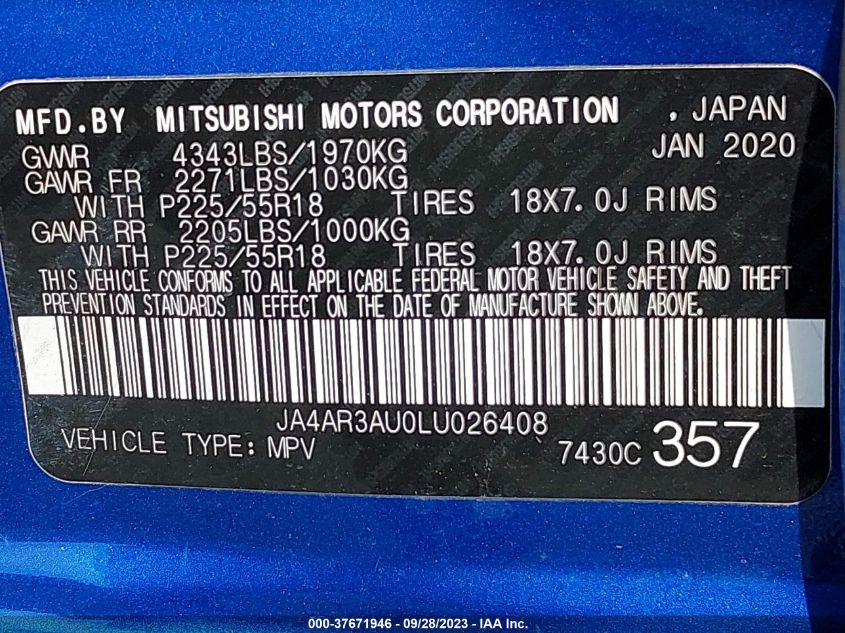 MFD.BY MITSUBISHI MOTORS CORPORATION , JAPAN
GVWR 4343LBS/1970KG JAN 2020
GAWR FR 2271LBS/1030KG
WITH P225/55R18 TIRES 18X7.0J RIMS
GAWR RR 2205LBS/1000KG
WITH P225/55R18 TIRES 18X7.0J RIMS
THIS VEHICLE CONFORMS TO ALL APPLICABLE FEDERAL MOTOR VEHICLE SAFETY AND THEFT
PREVENTION STANDARDS IN EFFECT ON THE DATE OF MANUFACTURE SHOWN ABOVE.
JA4AR3AU0LU026408
VEHICLE TYPE: MPV 7430C 357
000-37671946 - 09/28/2023 - IAA, Inc.